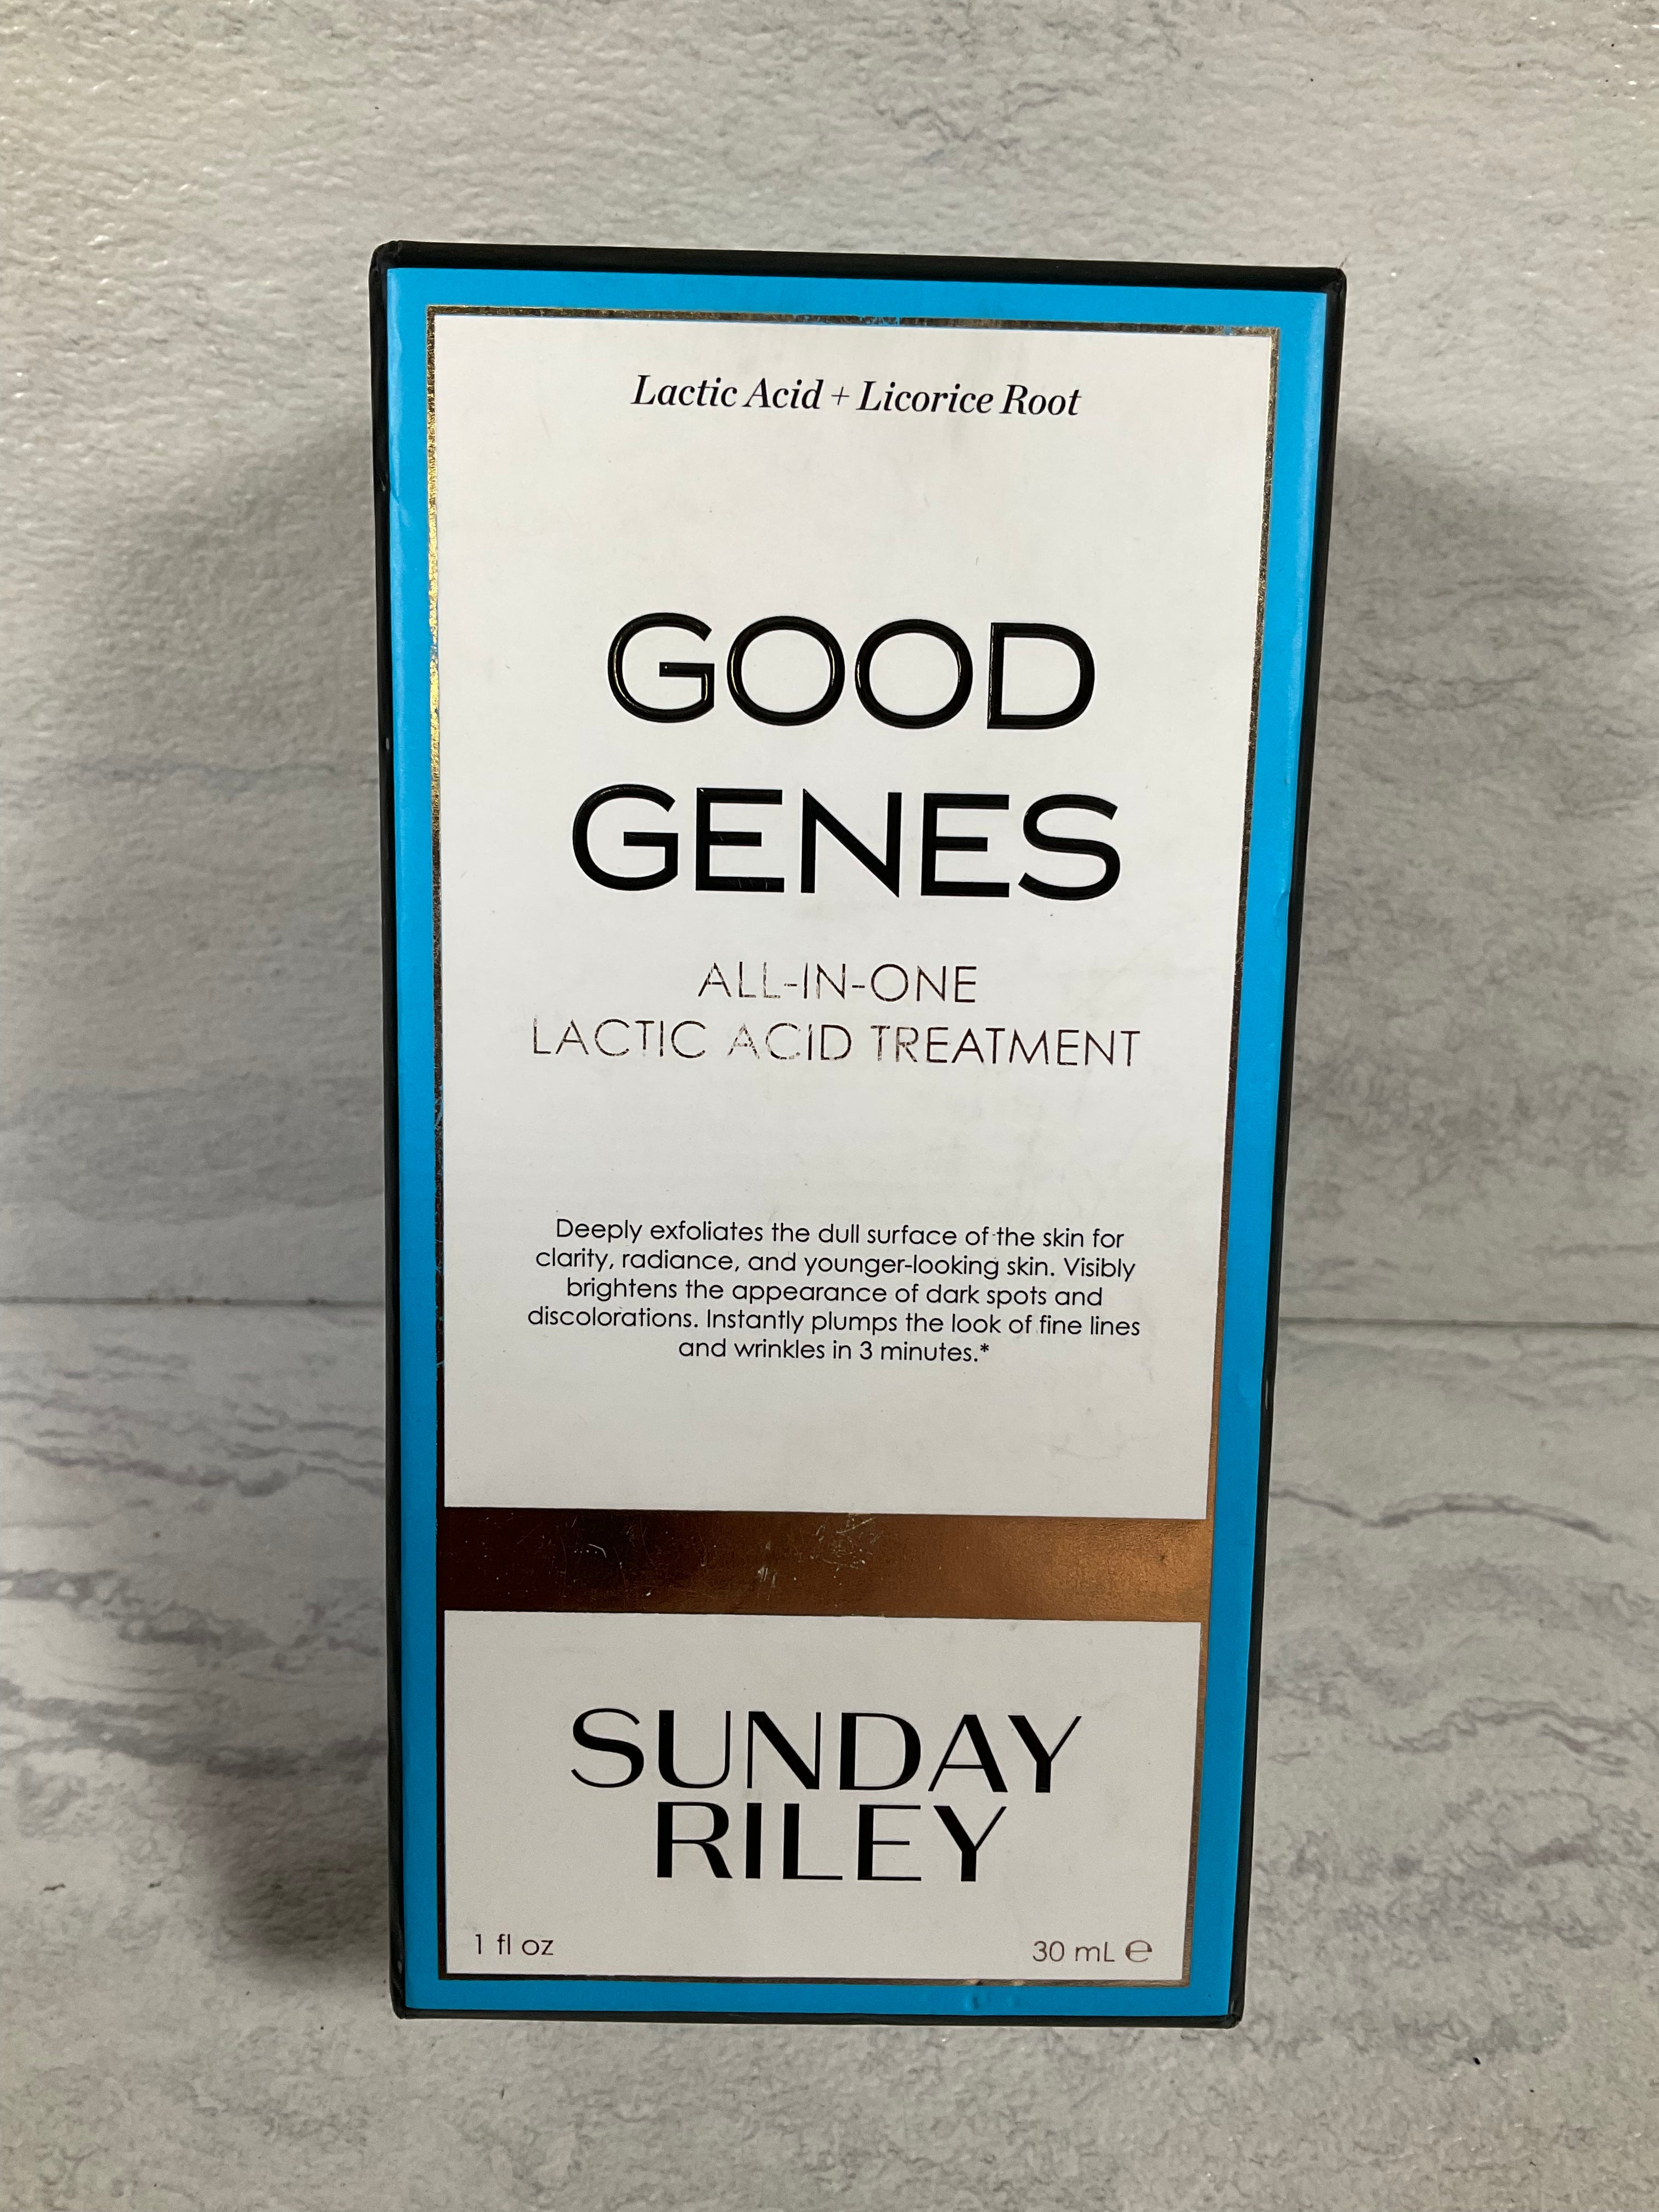 Lactic Acid + Licorice Root
GOOD
GENES
ALL-IN-ONE
LACTIC ACID TREATMENT
Deeply exfoliates the dull surface of the skin for
clarity, radiance, and younger-looking skin. Visibly
brightens the appearance of dark spots and
discolorations. Instantly plumps the look of fine lines
and wrinkles in 3 minutes.*
SUNDAY
RILEY
1 fl oz 30 mL ℮